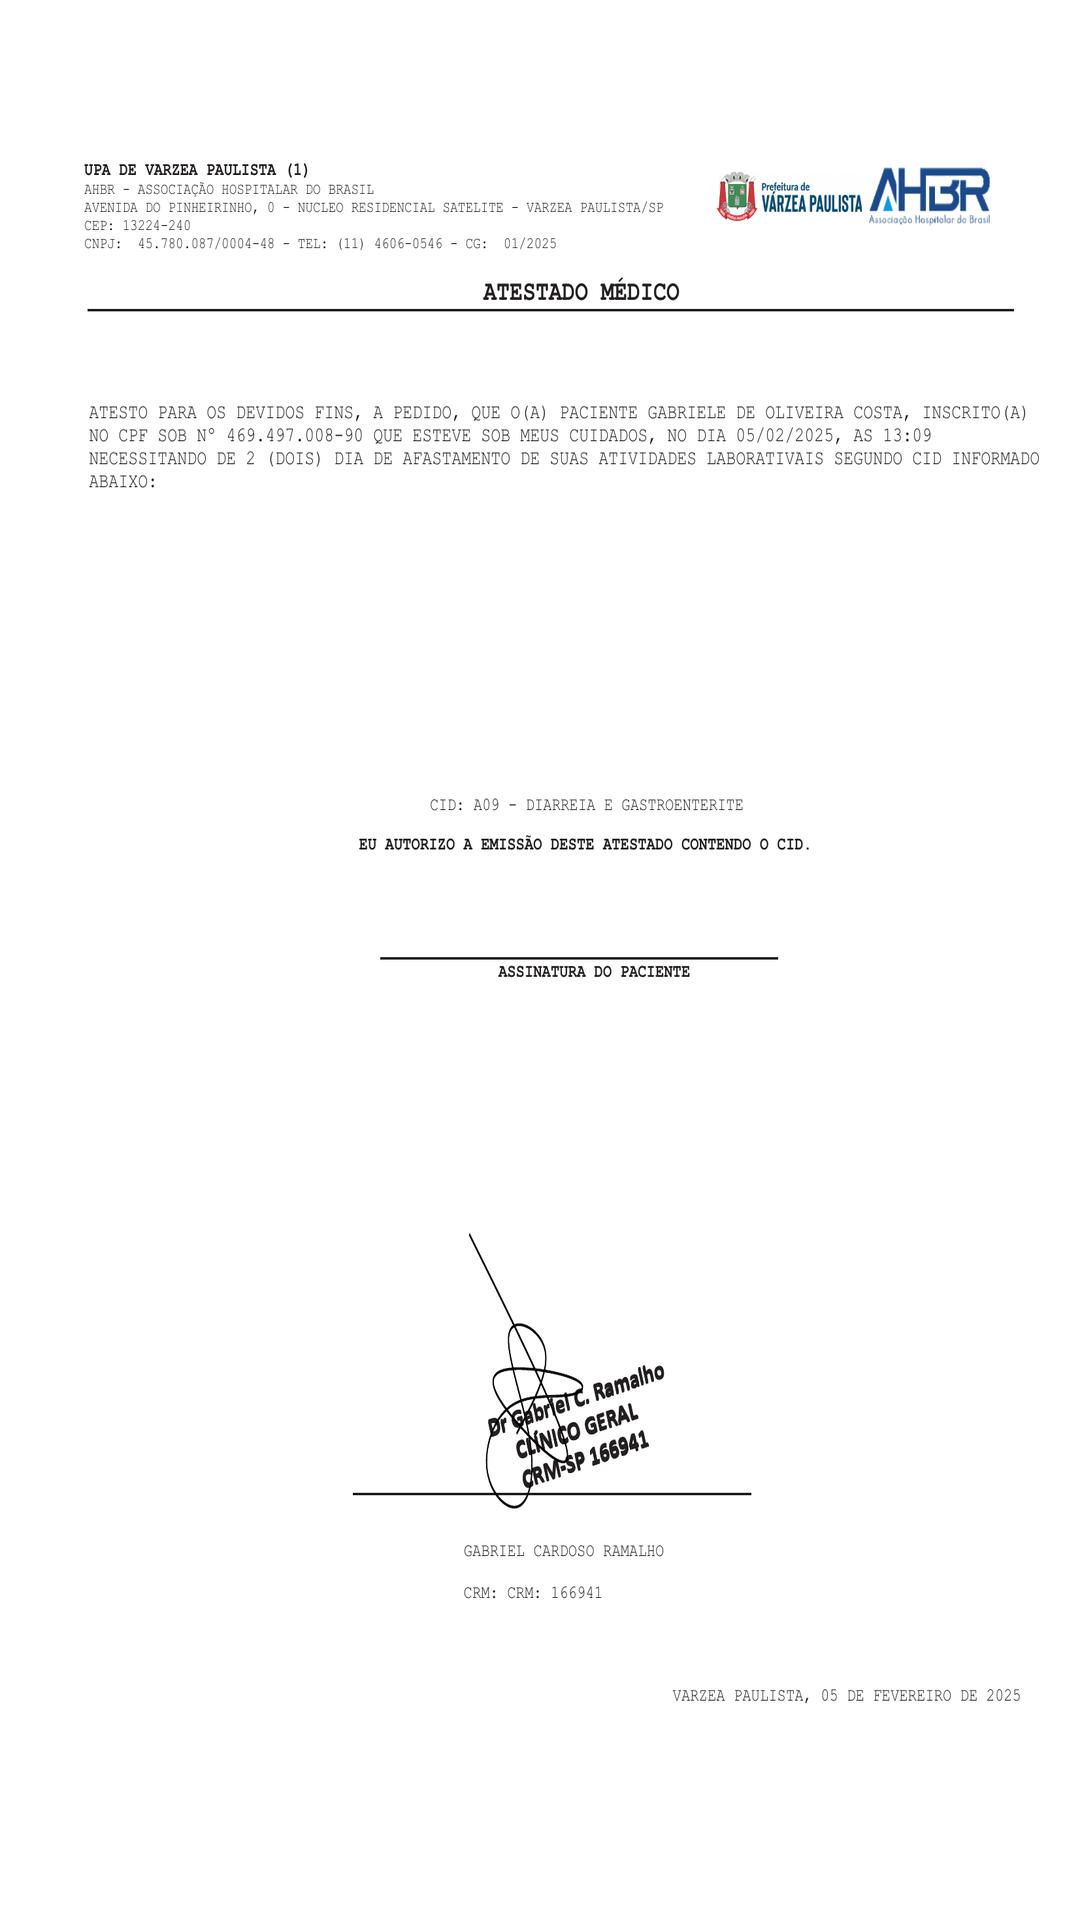 UPA DE VARZEA PAULISTA (1)
AHBR - ASSOCIAÇÃO HOSPITALAR DO BRASIL
AVENIDA DO PINHEIRINHO, 0 - NUCLEO RESIDENCIAL SATELITE - VARZEA PAULISTA/SP
CEP: 13224-240
CNPJ:  45.780.087/0004-48 - TEL: (11) 4606-0546 - CG:  01/2025
Prefeitura de
VÁRZEA PAULISTA
AHBR
Associação Hospitalar do Brasil
ATESTADO MÉDICO
ATESTO PARA OS DEVIDOS FINS, A PEDIDO, QUE O(A) PACIENTE GABRIELE DE OLIVEIRA COSTA, INSCRITO(A)
NO CPF SOB N° 469.497.008-90 QUE ESTEVE SOB MEUS CUIDADOS, NO DIA 05/02/2025, AS 13:09
NECESSITANDO DE 2 (DOIS) DIA DE AFASTAMENTO DE SUAS ATIVIDADES LABORATIVAIS SEGUNDO CID INFORMADO
ABAIXO:
CID: A09 - DIARREIA E GASTROENTERITE
EU AUTORIZO A EMISSÃO DESTE ATESTADO CONTENDO O CID.
ASSINATURA DO PACIENTE
Dr Gabriel C. Ramalho
CLÍNICO GERAL
CRM-SP 166941
GABRIEL CARDOSO RAMALHO
CRM: CRM: 166941
VARZEA PAULISTA, 05 DE FEVEREIRO DE 2025